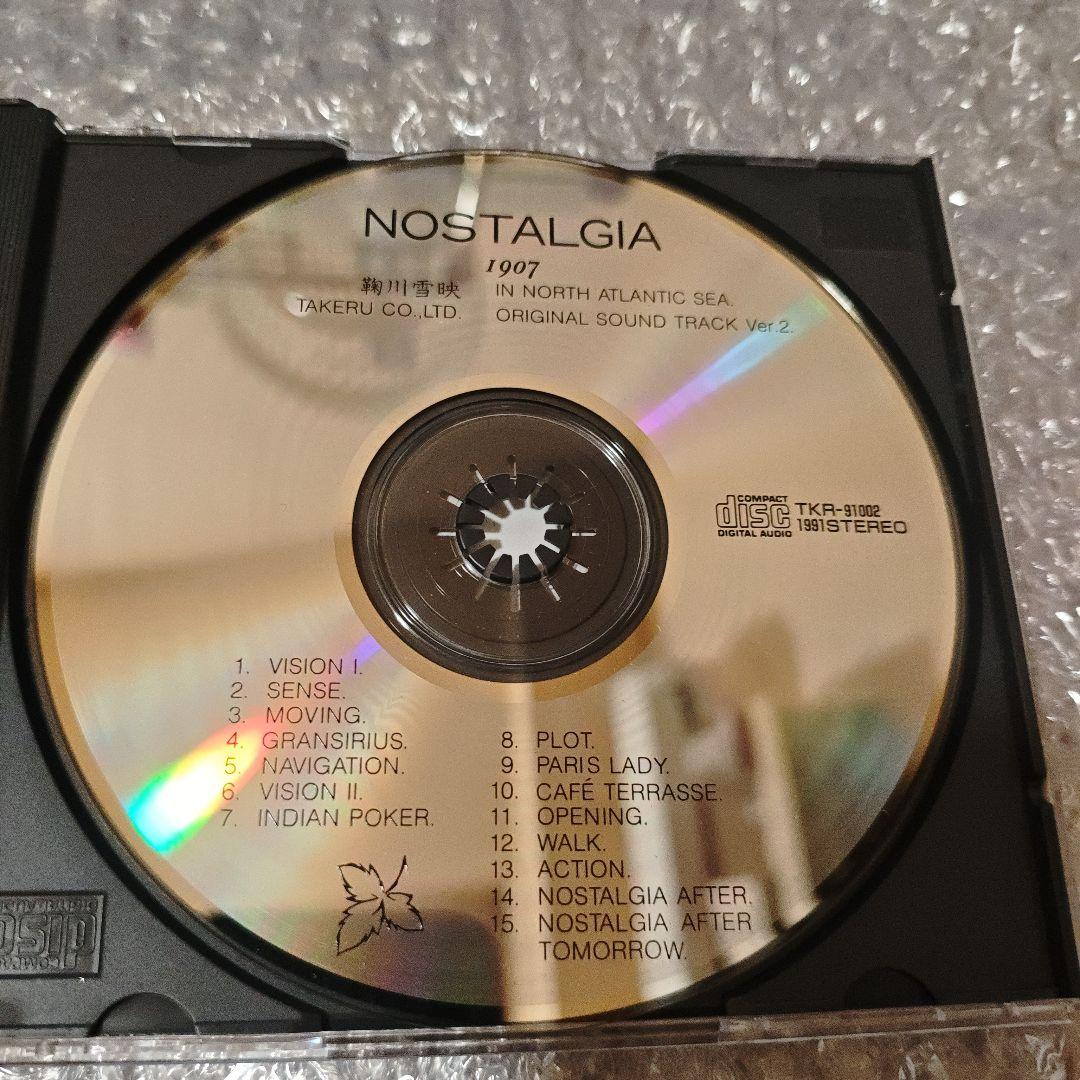 NOSTALGIA
1907
鞠川雪映 IN NORTH ATLANTIC SEA.
TAKERU CO.,LTD. ORIGINAL SOUND TRACK Ver.2.
COMPACT
disc
DIGITAL AUDIO
TKR-91002
1991STEREO
1. VISION I.
2. SENSE.
3. MOVING.
4. GRANSIRIUS.
5. NAVIGATION.
6. VISION II.
7. INDIAN POKER.
8. PLOT.
9. PARIS LADY.
10. CAFÉ TERRASSE.
11. OPENING.
12. WALK.
13. ACTION.
14. NOSTALGIA AFTER.
15. NOSTALGIA AFTER
TOMORROW.
disc